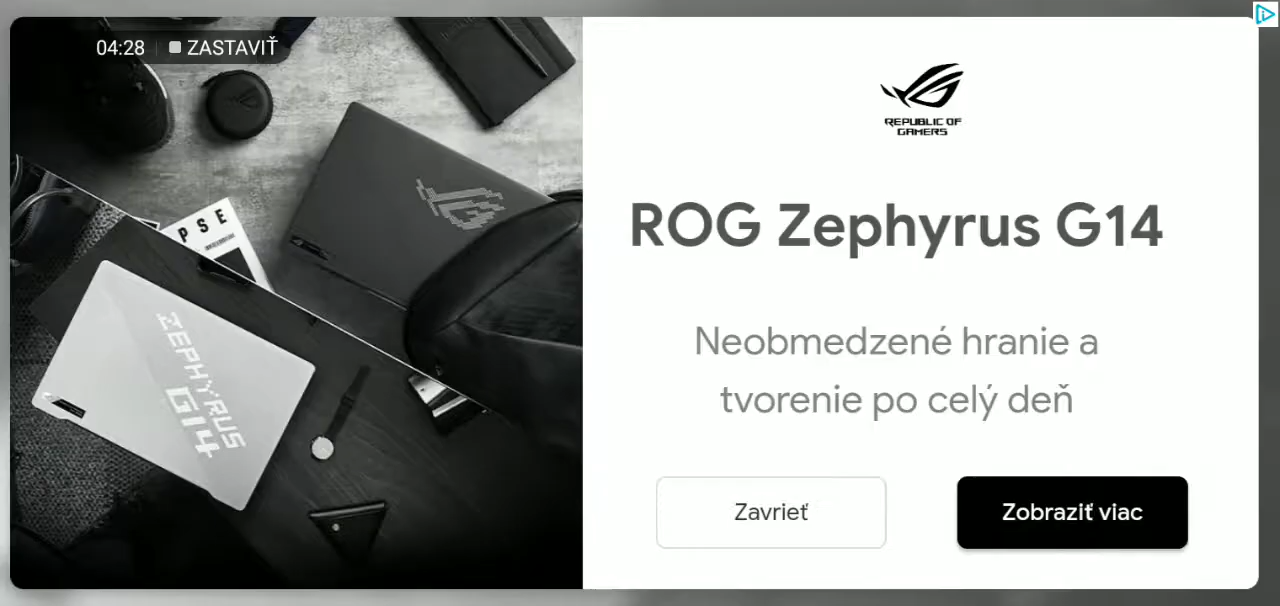 04:28 ZASTAVIŤ
PSE
ZEPHYRUS
G14
REPUBLIC OF
GAMERS
ROG Zephyrus G14
Neobmedzené hranie a
tvorenie po celý deň
Zavrieť
Zobraziť viac